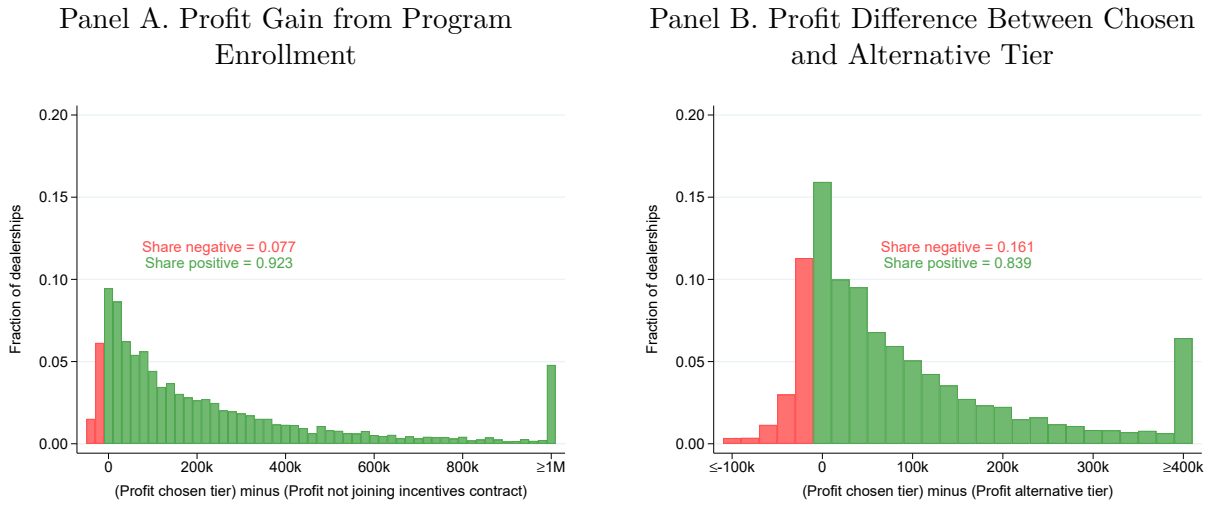 Panel A. Profit Gain from Program
Enrollment
0.20
0.15
0.10
0.05
0.00
Fraction of dealerships
Share negative = 0.077
Share positive = 0.923
0 200k 400k 600k 800k ≥1M
(Profit chosen tier) minus (Profit not joining incentives contract)
Panel B. Profit Difference Between Chosen
and Alternative Tier
0.20
0.15
0.10
0.05
0.00
Fraction of dealerships
Share negative = 0.161
Share positive = 0.839
≤-100k 0 100k 200k 300k ≥400k
(Profit chosen tier) minus (Profit alternative tier)